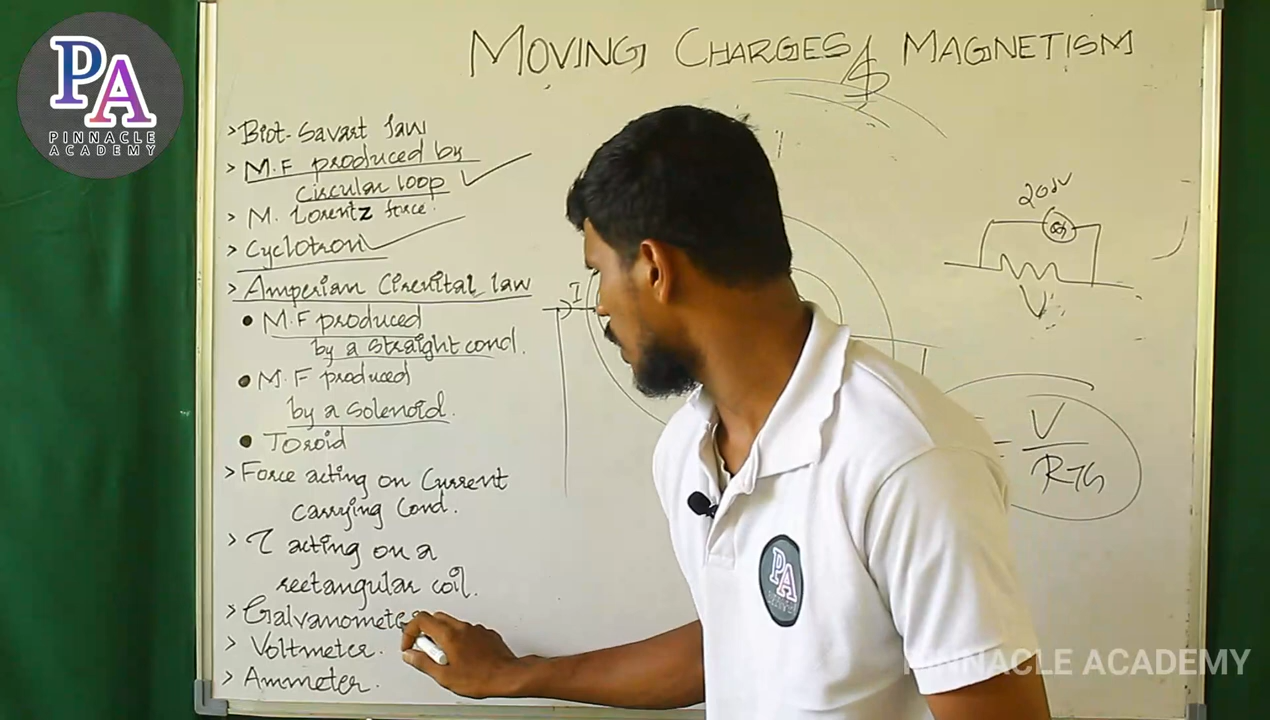 PA
PINNACLE
ACADEMY
MOVING CHARGES & MAGNETISM
> Biot-Savart law
> M.F produced by
circular loop ✓
> M. Lorentz force.
> Cyclotron ✓
> Amperian Circuital law
• M.F produced
by a straight cond.
• M.F produced
by a solenoid.
• Toroid
> Force acting on Current
carrying Cond.
> τ acting on a
rectangular coil.
> Galvanometer
> Voltmeter.
> Ammeter.
I
V
= V
PA
PINNACLE ACADEMY